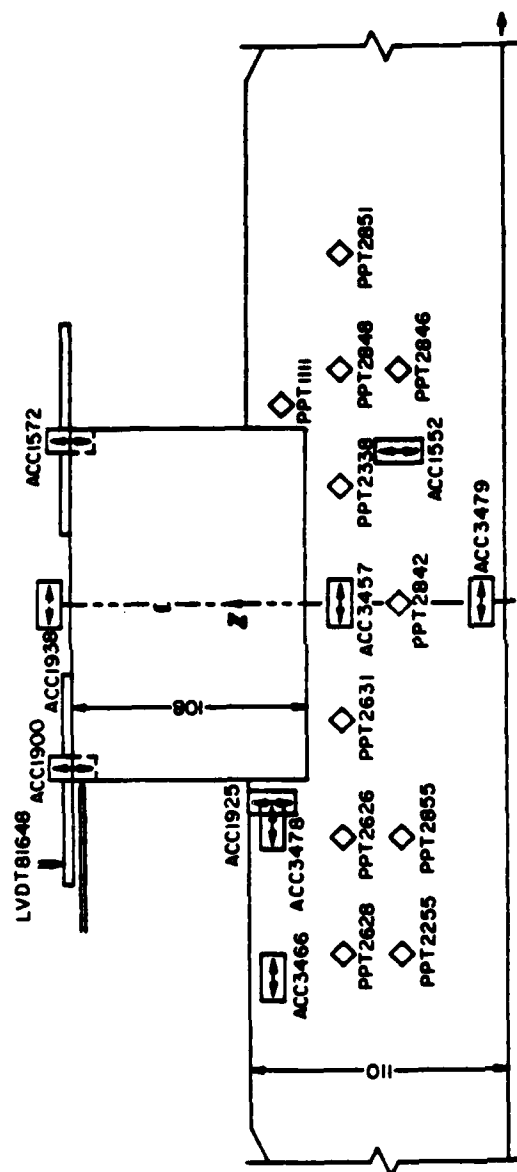 LVDT81648
ACC1900
ACC1938
ACC1572
108
Z
ACC1925
ACC3478
ACC3466
PPT1111
PPT2628
PPT2626
PPT2631
ACC3457
PPT2338
PPT2848
PPT2851
PPT2255
PPT2855
PPT2842
ACC1552
PPT2846
ACC3479
110